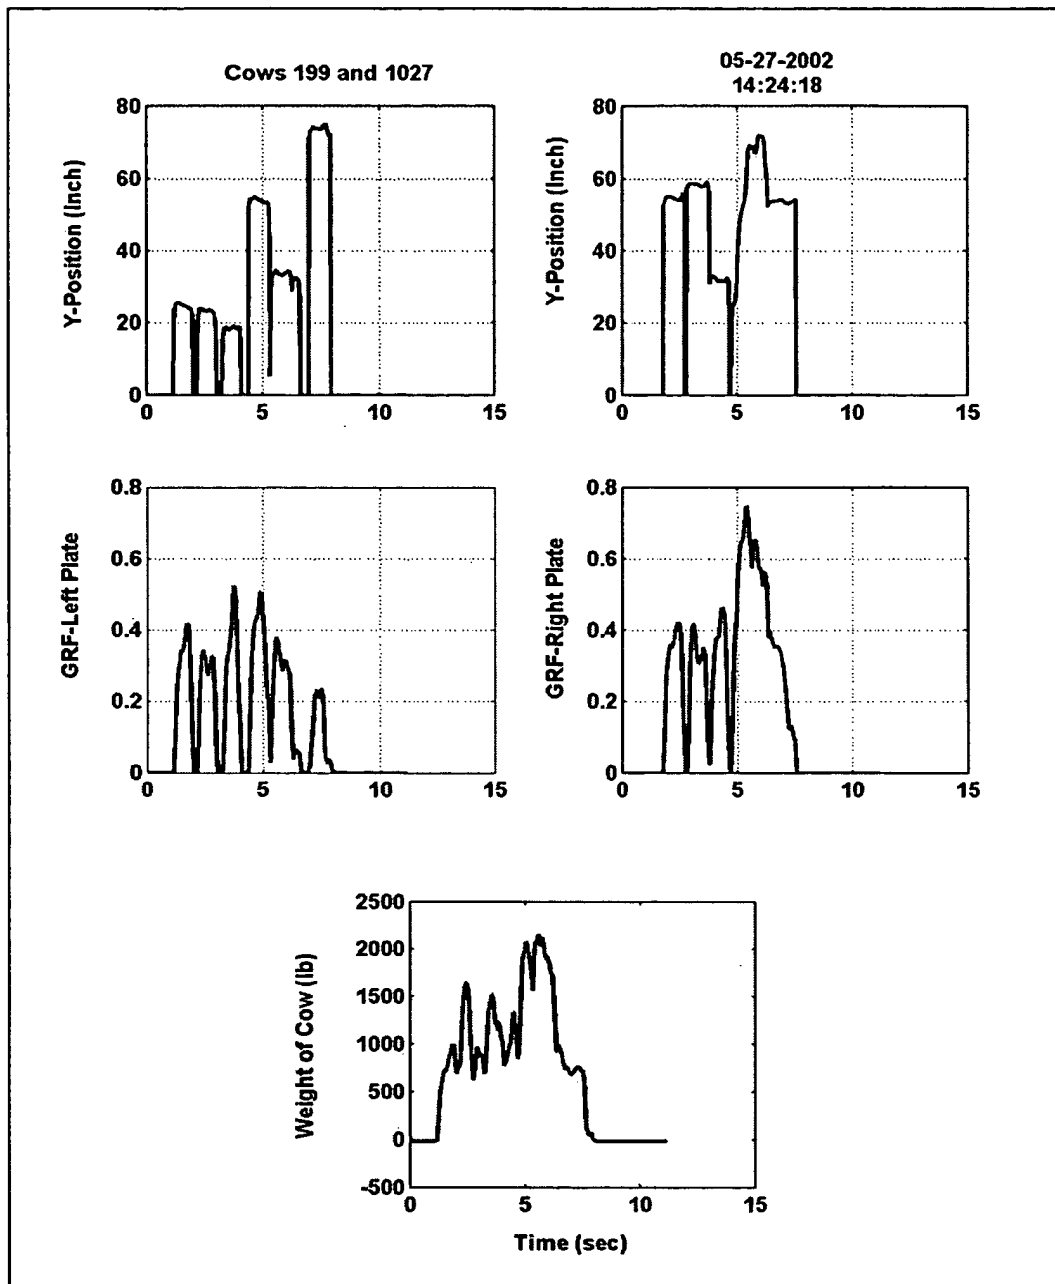 Cows 199 and 1027
05-27-2002
14:24:18
Y-Position (Inch)
80
60
40
20
0
0 5 10 15
Y-Position (Inch)
80
60
40
20
0
0 5 10 15
GRF-Left Plate
0.8
0.6
0.4
0.2
0
0 5 10 15
GRF-Right Plate
0.8
0.6
0.4
0.2
0
0 5 10 15
Weight of Cow (lb)
2500
2000
1500
1000
500
0
-500
0 5 10 15
Time (sec)